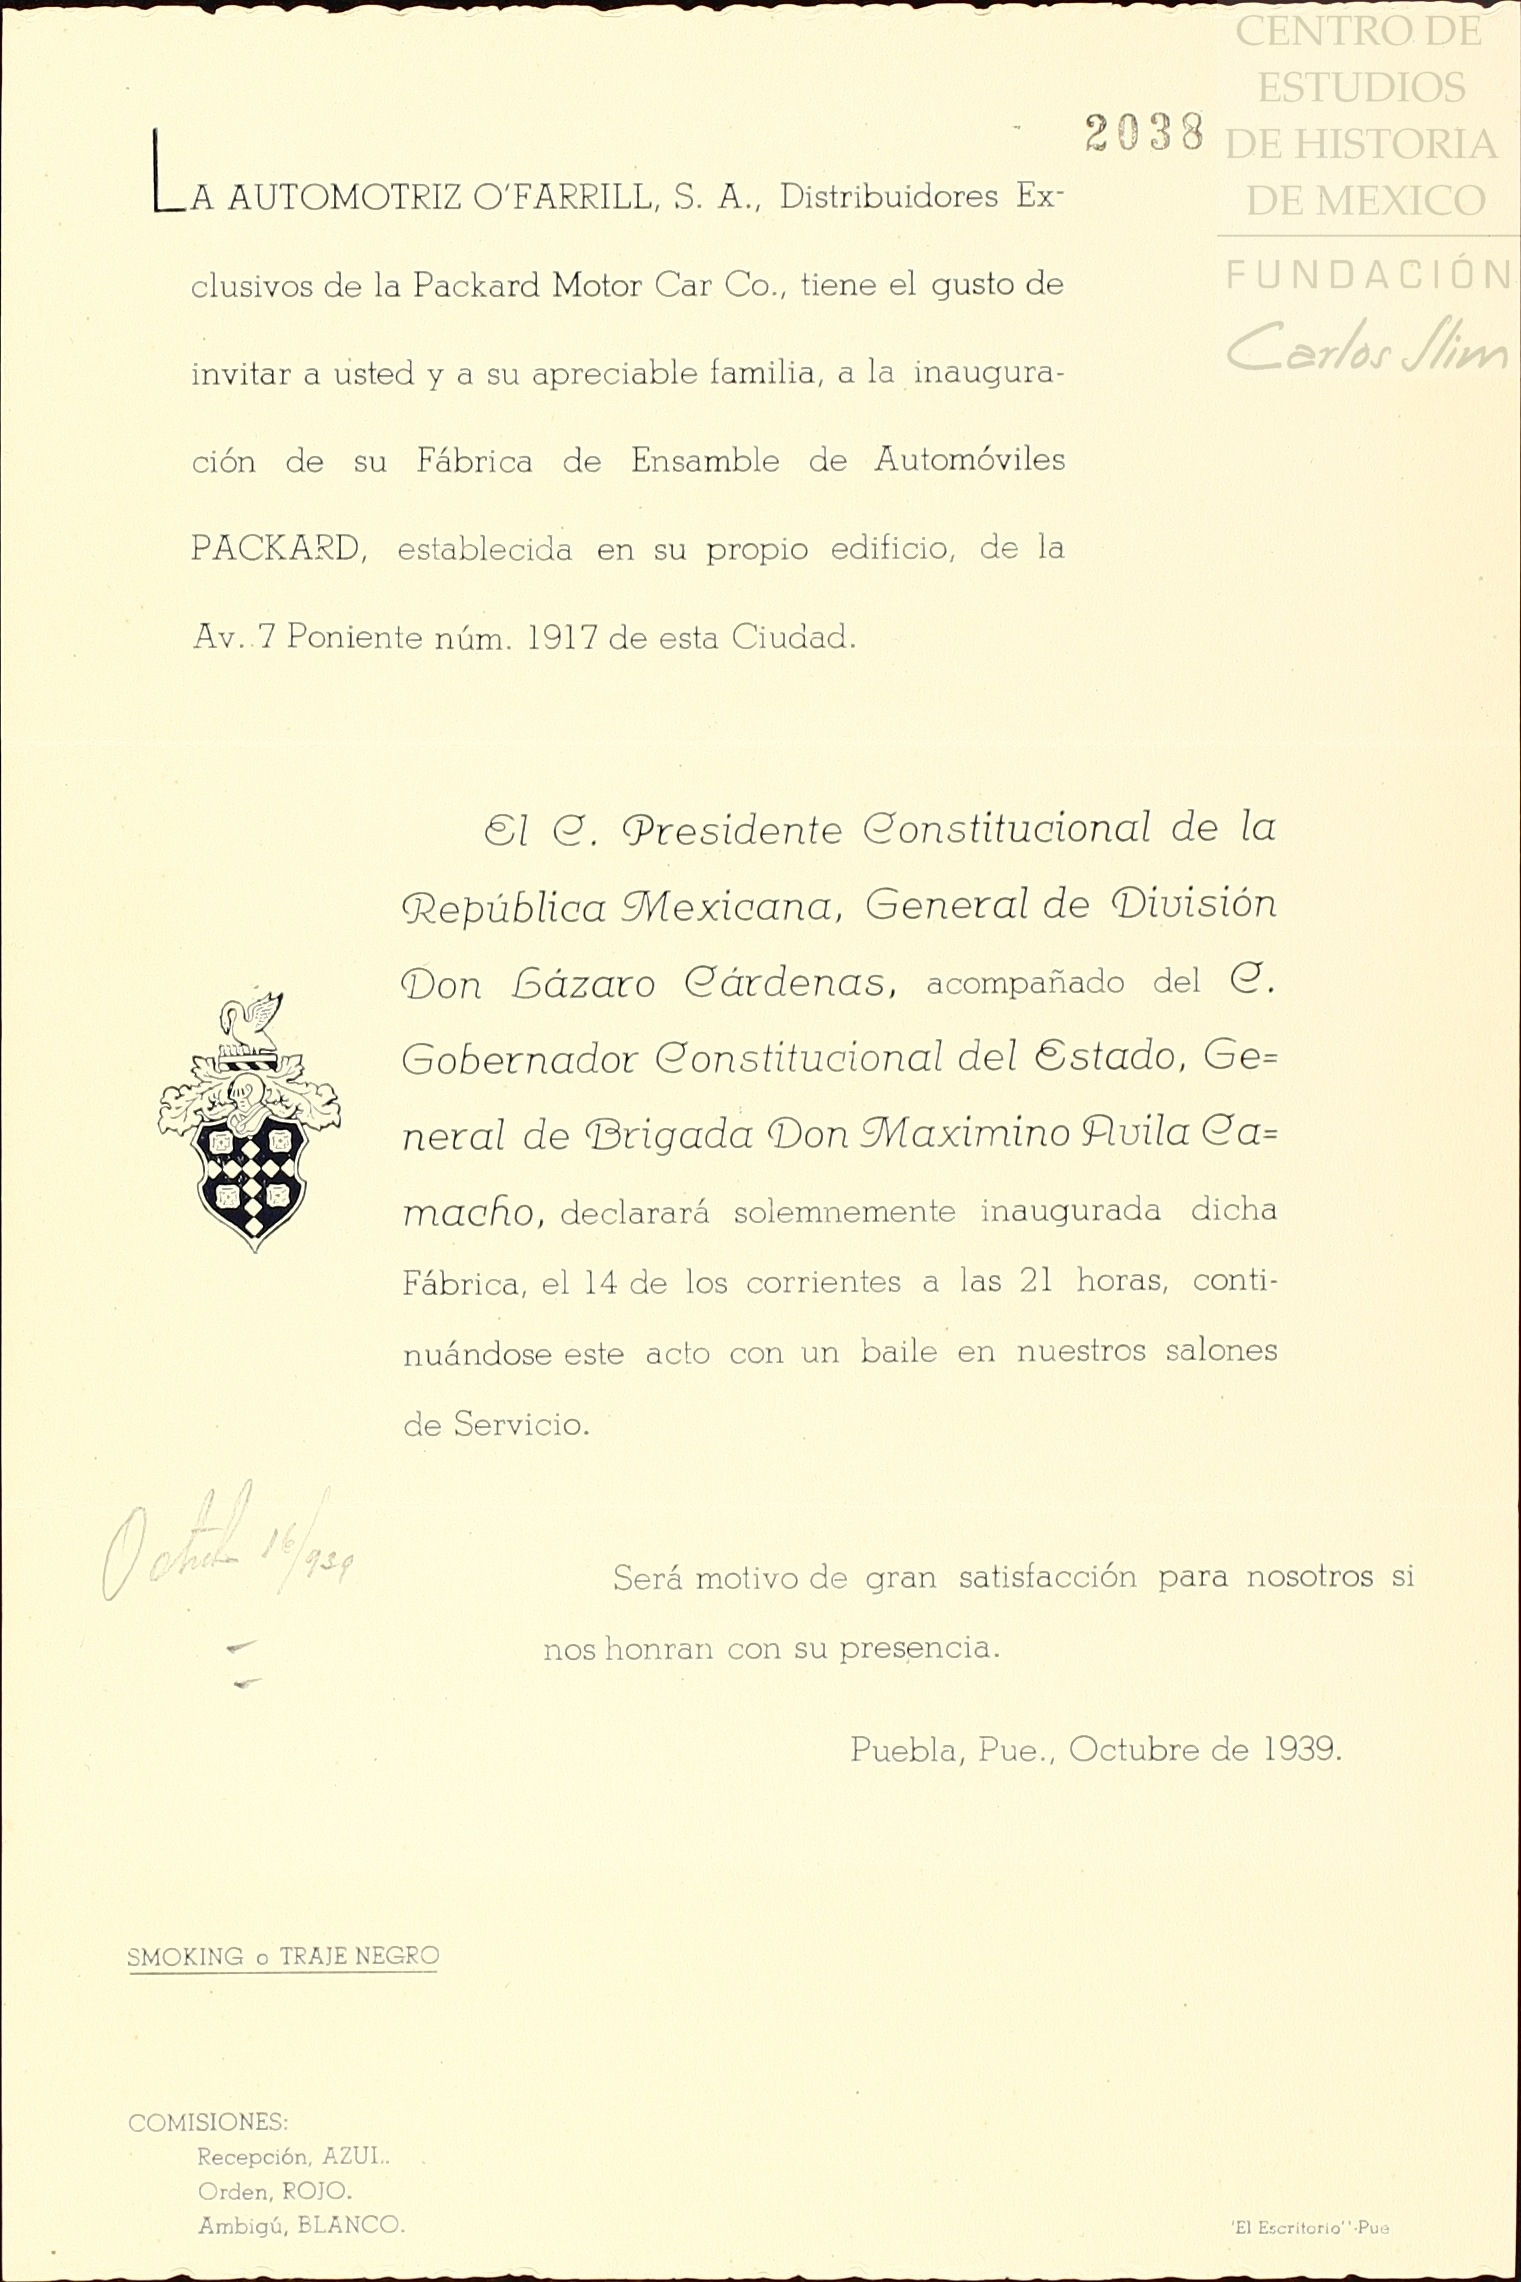 CENTRO DE
ESTUDIOS
DE HISTORIA
DE MEXICO
FUNDACIÓN
Carlos Slim
2038
LA AUTOMOTRIZ O'FARRILL, S. A., Distribuidores Ex-
clusivos de la Packard Motor Car Co., tiene el gusto de
invitar a usted y a su apreciable familia, a la inaugura-
ción de su Fábrica de Ensamble de Automóviles
PACKARD, establecida en su propio edificio, de la
Av. 7 Poniente núm. 1917 de esta Ciudad.
El C. Presidente Constitucional de la
República Mexicana, General de División
Don Lázaro Cárdenas, acompañado del C.
Gobernador Constitucional del Estado, Ge=
neral de Brigada Don Maximino Avila Ca=
macho, declarará solemnemente inaugurada dicha
Fábrica, el 14 de los corrientes a las 21 horas, conti-
nuándose este acto con un baile en nuestros salones
de Servicio.
Octubre 16/939
Será motivo de gran satisfacción para nosotros si
nos honran con su presencia.
Puebla, Pue., Octubre de 1939.
SMOKING o TRAJE NEGRO
COMISIONES:
Recepción, AZUL.
Orden, ROJO.
Ambigú, BLANCO.
'El Escritorio''-Pue